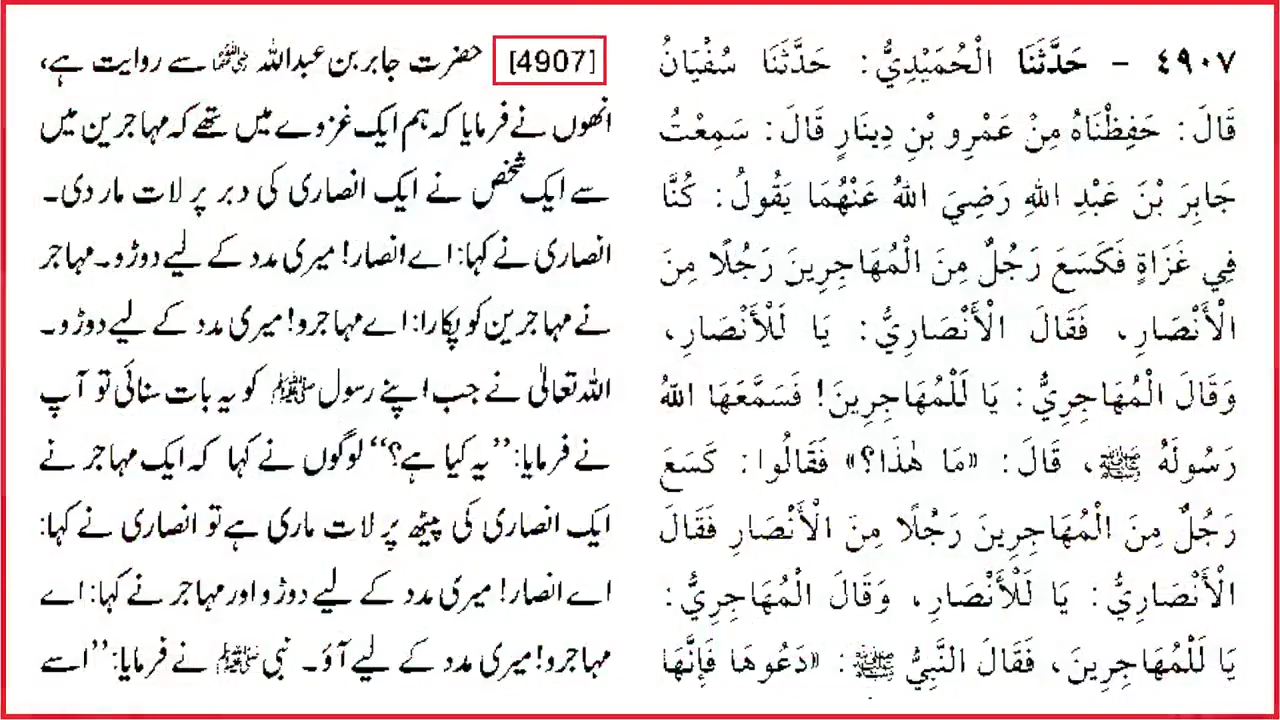 ٤٩٠٧ - حَدَّثَنَا الْحُمَيْدِيُّ: حَدَّثَنَا سُفْيَانُ
قَالَ: حَفِظْنَاهُ مِنْ عَمْرِو بْنِ دِينَارٍ قَالَ: سَمِعْتُ
جَابِرَ بْنَ عَبْدِ اللهِ رَضِيَ اللهُ عَنْهُمَا يَقُولُ: كُنَّا
فِي غَزَاةٍ فَكَسَعَ رَجُلٌ مِنَ الْمُهَاجِرِينَ رَجُلًا مِنَ
الْأَنْصَارِ، فَقَالَ الْأَنْصَارِيُّ: يَا لَلْأَنْصَارِ،
وَقَالَ الْمُهَاجِرِيُّ: يَا لَلْمُهَاجِرِينَ! فَسَمَّعَهَا اللهُ
رَسُولَهُ ﷺ، قَالَ: «مَا هٰذَا؟» فَقَالُوا: كَسَعَ
رَجُلٌ مِنَ الْمُهَاجِرِينَ رَجُلًا مِنَ الْأَنْصَارِ فَقَالَ
الْأَنْصَارِيُّ: يَا لَلْأَنْصَارِ، وَقَالَ الْمُهَاجِرِيُّ:
يَا لَلْمُهَاجِرِينَ، فَقَالَ النَّبِيُّ ﷺ: «دَعُوهَا فَإِنَّهَا
[4907] حضرت جابر بن عبداللہ ؓ سے روایت ہے،
انھوں نے فرمایا کہ ہم ایک غزوے میں تھے کہ مہاجرین میں
سے ایک شخص نے ایک انصاری کی دبر پر لات مار دی۔
انصاری نے کہا: اے انصار! میری مدد کے لیے دوڑو۔ مہاجر
نے مہاجرین کو پکارا: اے مہاجرو! میری مدد کے لیے دوڑو۔
اللہ تعالیٰ نے جب اپنے رسول ﷺ کو یہ بات سنائی تو آپ
نے فرمایا: ’’یہ کیا ہے؟‘‘ لوگوں نے کہا کہ ایک مہاجر نے
ایک انصاری کی پیٹھ پر لات ماری ہے تو انصاری نے کہا:
اے انصار! میری مدد کے لیے دوڑو اور مہاجر نے کہا: اے
مہاجرو! میری مدد کے لیے آؤ۔ نبی ﷺ نے فرمایا: ’’اسے